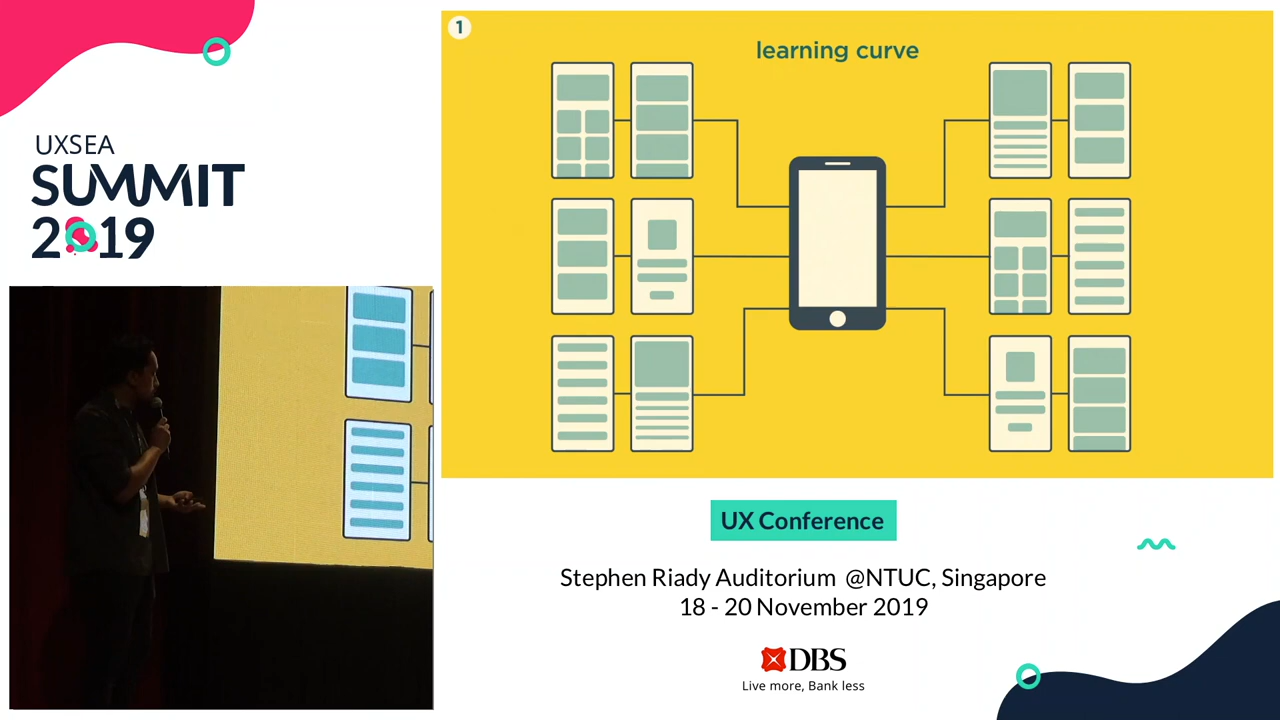 UXSEA
SUMMIT
2019
1
learning curve
UX Conference
Stephen Riady Auditorium @NTUC, Singapore
18 - 20 November 2019
DBS
Live more, Bank less